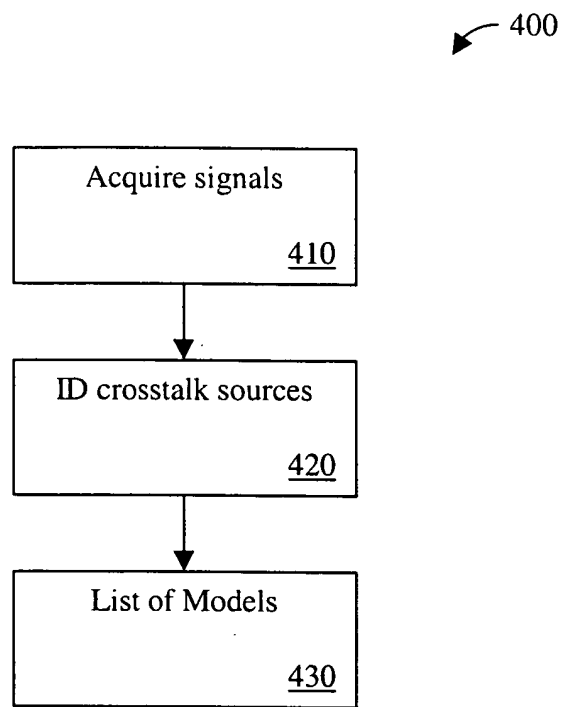 400
Acquire signals
410
ID crosstalk sources
420
List of Models
430